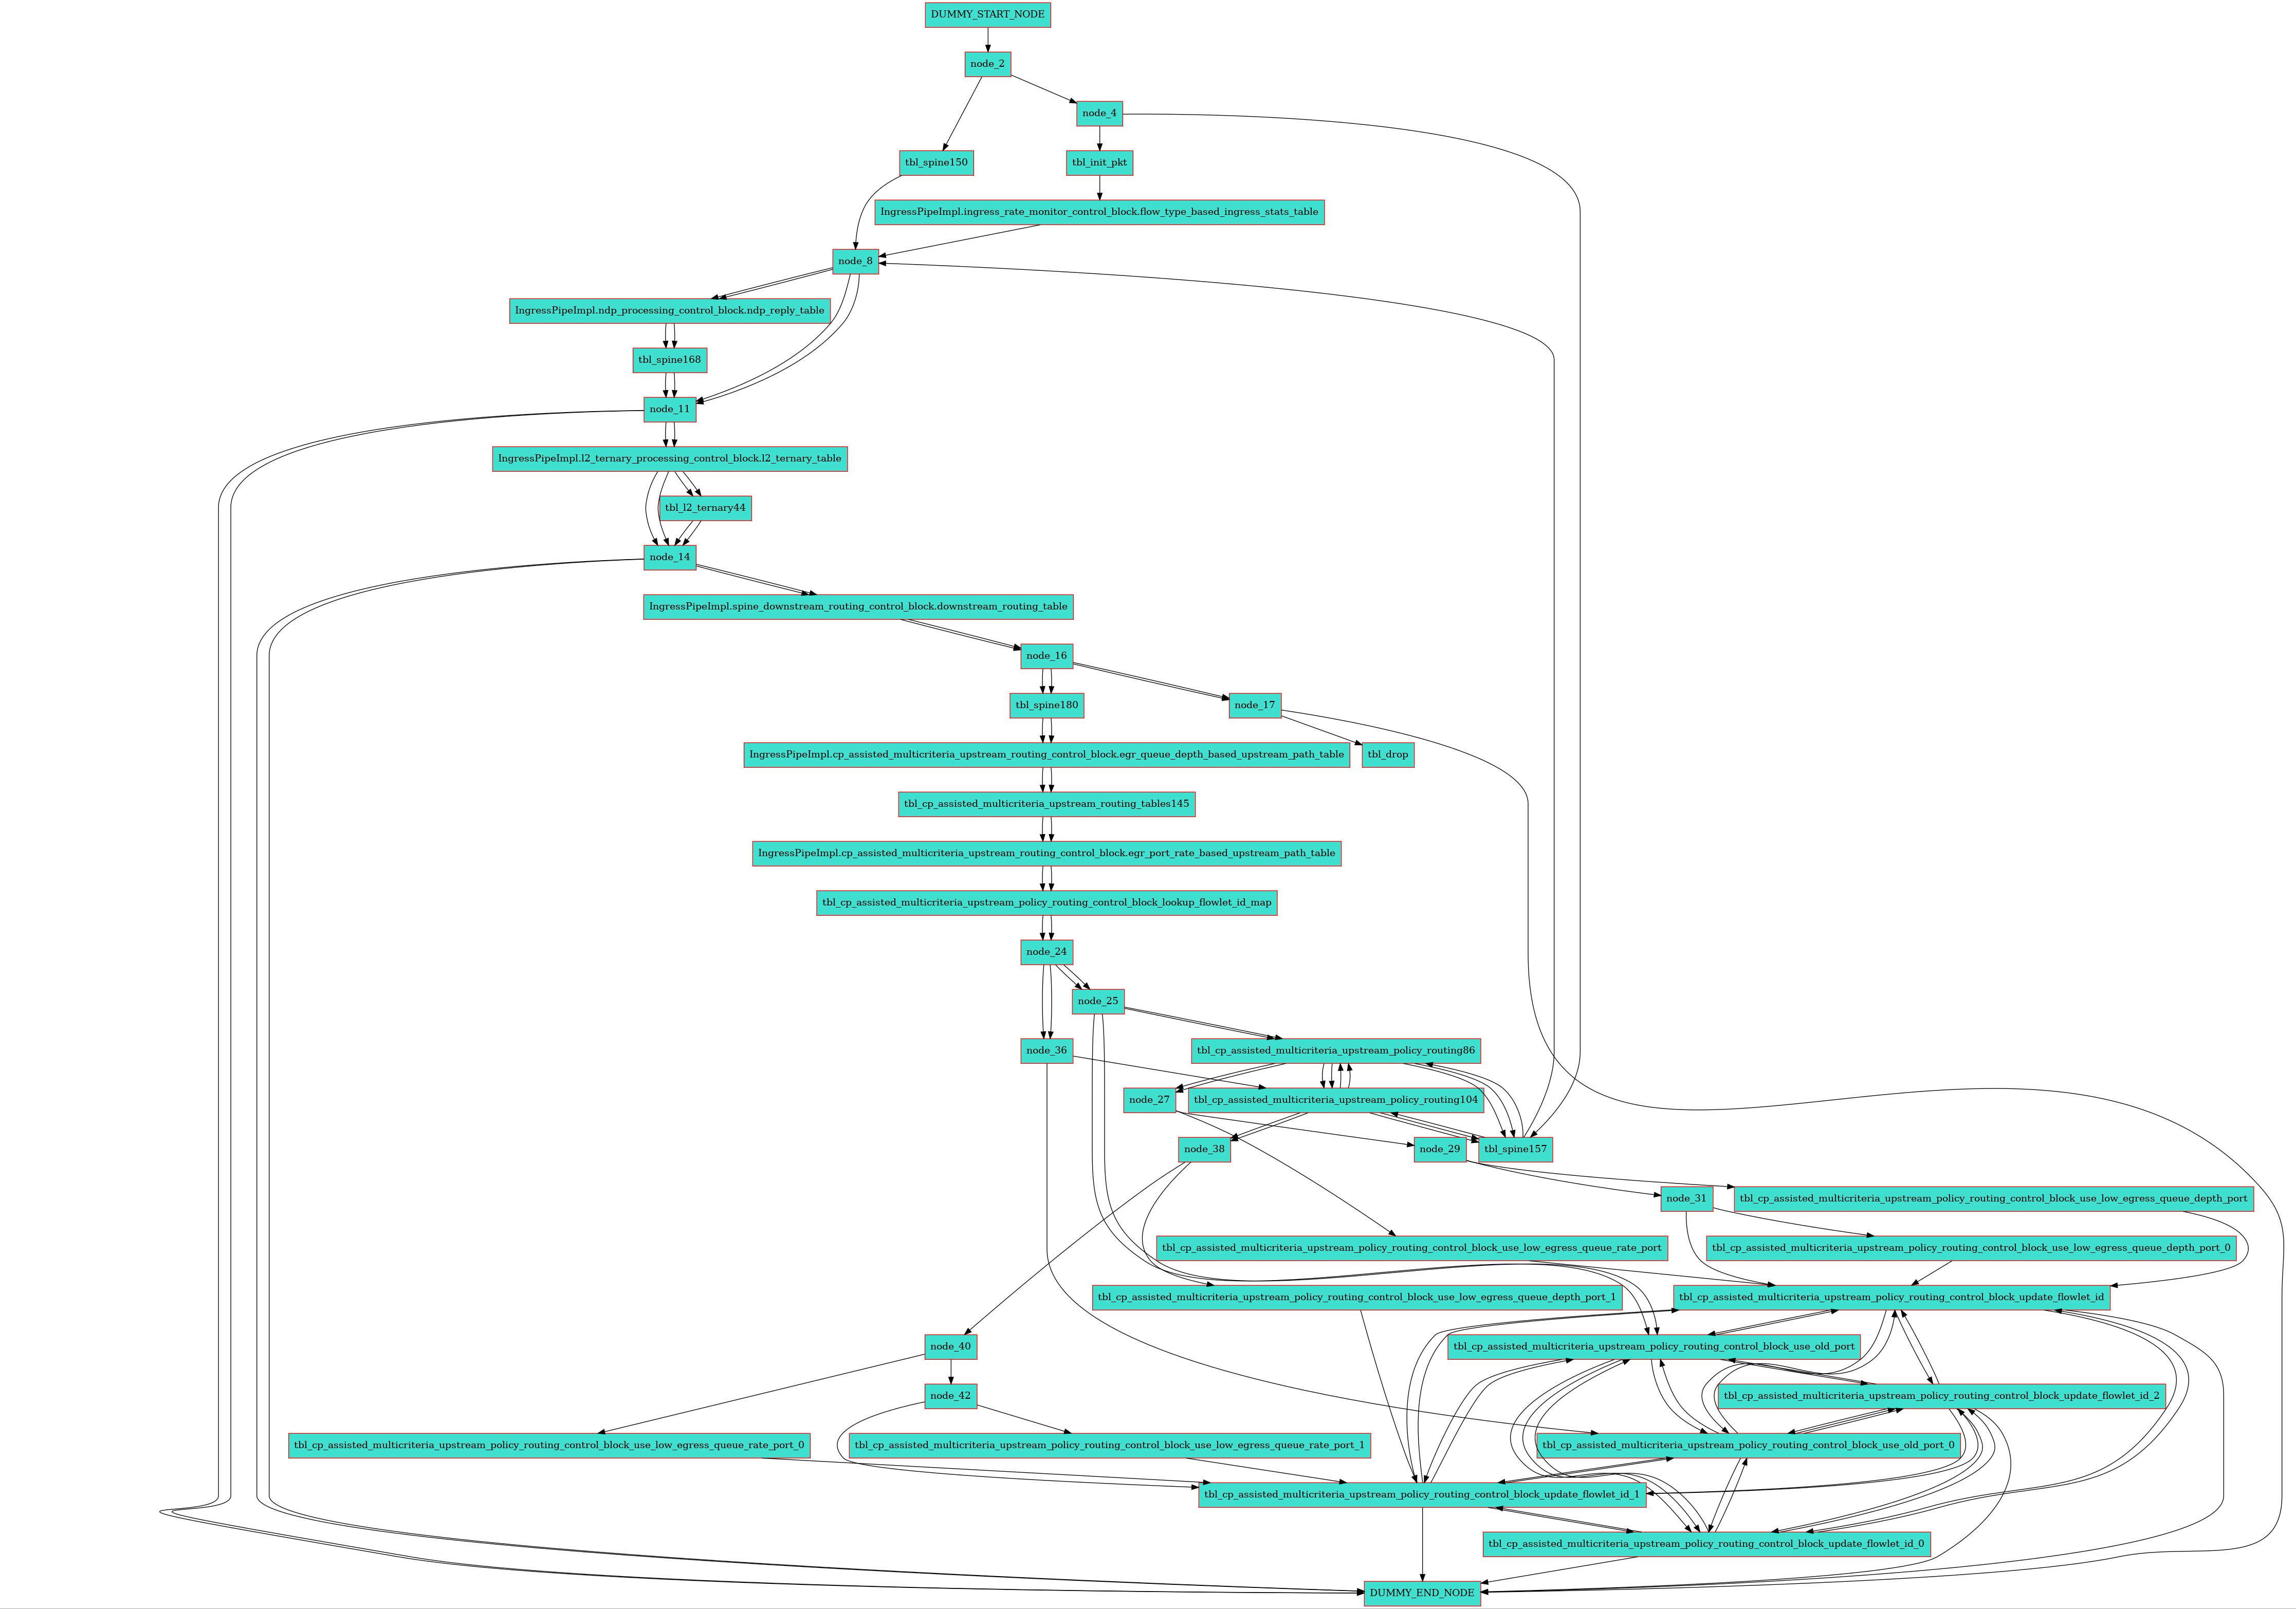 DUMMY_START_NODE
node_2
node_4
tbl_spine150
tbl_init_pkt
IngressPipeImpl.ingress_rate_monitor_control_block.flow_type_based_ingress_stats_table
node_8
IngressPipeImpl.ndp_processing_control_block.ndp_reply_table
tbl_spine168
node_11
IngressPipeImpl.l2_ternary_processing_control_block.l2_ternary_table
tbl_l2_ternary44
node_14
IngressPipeImpl.spine_downstream_routing_control_block.downstream_routing_table
node_16
tbl_spine180
node_17
IngressPipeImpl.cp_assisted_multicriteria_upstream_routing_control_block.egr_queue_depth_based_upstream_path_table
tbl_drop
tbl_cp_assisted_multicriteria_upstream_routing_tables145
IngressPipeImpl.cp_assisted_multicriteria_upstream_routing_control_block.egr_port_rate_based_upstream_path_table
tbl_cp_assisted_multicriteria_upstream_policy_routing_control_block_lookup_flowlet_id_map
node_24
node_25
node_36
tbl_cp_assisted_multicriteria_upstream_policy_routing86
node_27
tbl_cp_assisted_multicriteria_upstream_policy_routing104
node_38
node_29
tbl_spine157
node_31
tbl_cp_assisted_multicriteria_upstream_policy_routing_control_block_use_low_egress_queue_depth_port
tbl_cp_assisted_multicriteria_upstream_policy_routing_control_block_use_low_egress_queue_rate_port
tbl_cp_assisted_multicriteria_upstream_policy_routing_control_block_use_low_egress_queue_depth_port_0
tbl_cp_assisted_multicriteria_upstream_policy_routing_control_block_use_low_egress_queue_depth_port_1
tbl_cp_assisted_multicriteria_upstream_policy_routing_control_block_update_flowlet_id
node_40
tbl_cp_assisted_multicriteria_upstream_policy_routing_control_block_use_old_port
node_42
tbl_cp_assisted_multicriteria_upstream_policy_routing_control_block_update_flowlet_id_2
tbl_cp_assisted_multicriteria_upstream_policy_routing_control_block_use_low_egress_queue_rate_port_0
tbl_cp_assisted_multicriteria_upstream_policy_routing_control_block_use_low_egress_queue_rate_port_1
tbl_cp_assisted_multicriteria_upstream_policy_routing_control_block_use_old_port_0
tbl_cp_assisted_multicriteria_upstream_policy_routing_control_block_update_flowlet_id_1
tbl_cp_assisted_multicriteria_upstream_policy_routing_control_block_update_flowlet_id_0
DUMMY_END_NODE